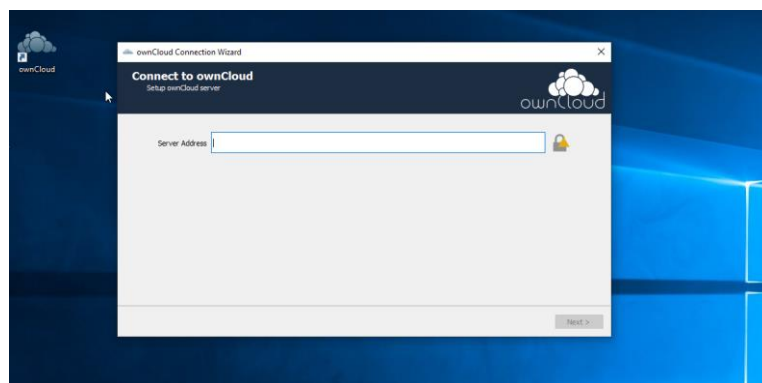 ownCloud
ownCloud Connection Wizard
Connect to ownCloud
Setup ownCloud server
ownCloud
Server Address
Next >